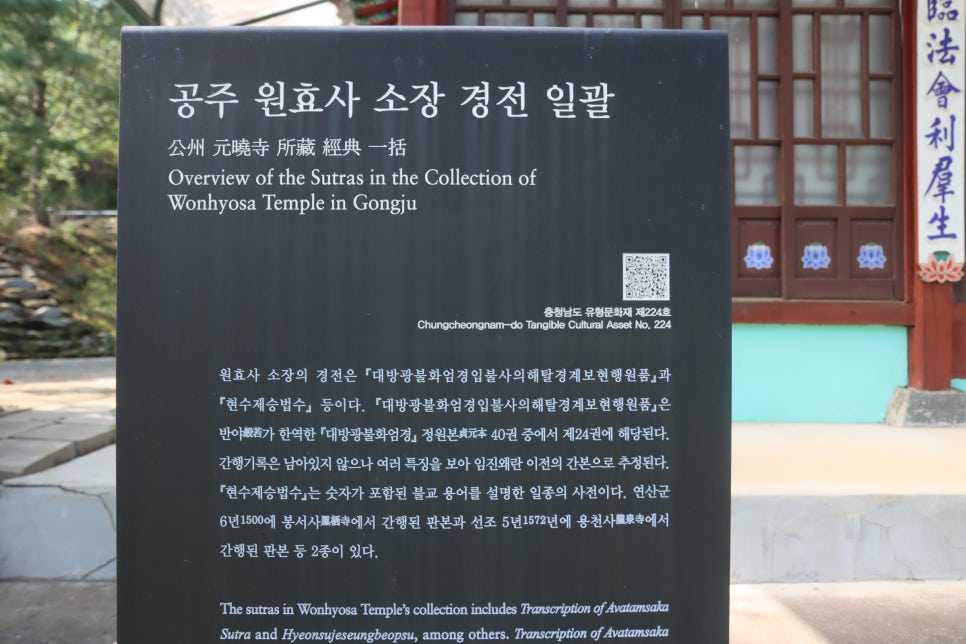 공주 원효사 소장 경전 일괄
公州 元曉寺 所藏 經典 一括
Overview of the Sutras in the Collection of
Wonhyosa Temple in Gongju
충청남도 유형문화재 제224호
Chungcheongnam-do Tangible Cultural Asset No. 224
원효사 소장의 경전은 『대방광불화엄경입불사의해탈경계보현행원품』과
『현수제승법수』 등이다. 『대방광불화엄경입불사의해탈경계보현행원품』은
반야般若가 한역한 『대방광불화엄경』 정원본貞元本 40권 중에서 제24권에 해당된다.
간행기록은 남아있지 않으나 여러 특징을 보아 임진왜란 이전의 간본으로 추정된다.
『현수제승법수』는 숫자가 포함된 불교 용어를 설명한 일종의 사전이다. 연산군
6년1500에 봉서사鳳栖寺에서 간행된 판본과 선조 5년1572년에 용천사龍泉寺에서
간행된 판본 등 2종이 있다.
The sutras in Wonhyosa Temple's collection includes Transcription of Avatamsaka
Sutra and Hyeonsujeseungbeopsu, among others. Transcription of Avatamsaka
臨法會利羣生